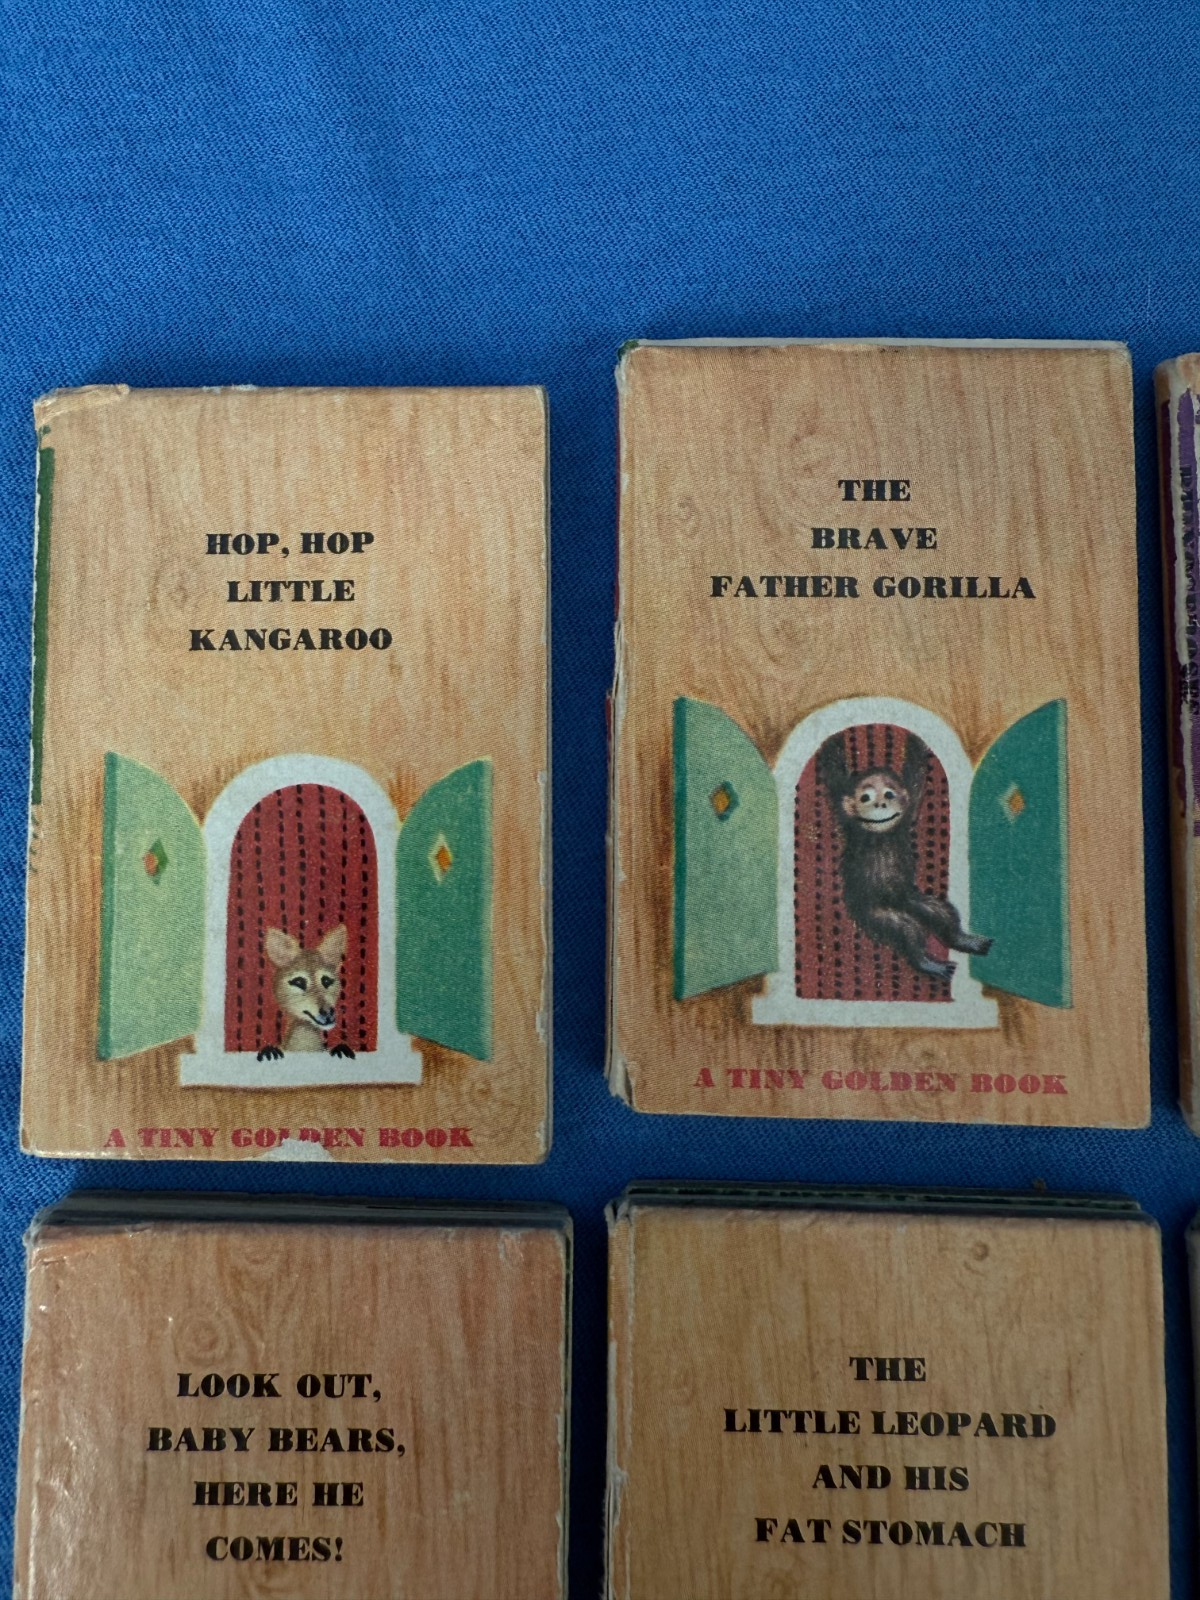 HOP, HOP
LITTLE
KANGAROO
A TINY GOLDEN BOOK
THE
BRAVE
FATHER GORILLA
A TINY GOLDEN BOOK
LOOK OUT,
BABY BEARS,
HERE HE
COMES!
THE
LITTLE LEOPARD
AND HIS
FAT STOMACH